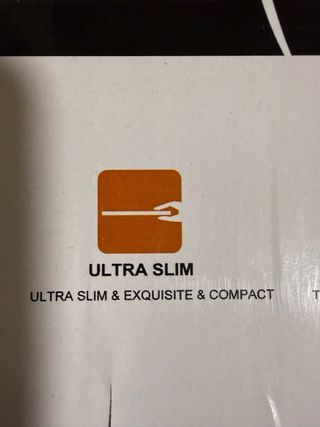 ULTRA SLIM
ULTRA SLIM & EXQUISITE & COMPACT